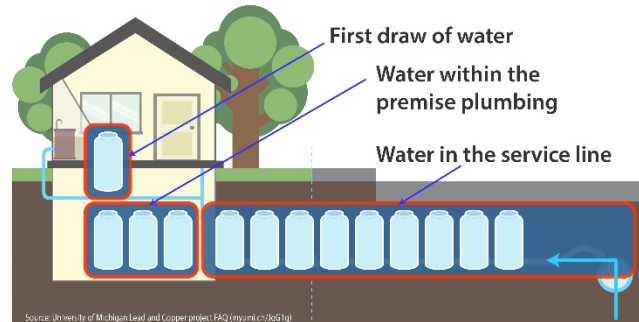 First draw of water
Water within the
premise plumbing
Water in the service line
Source: University of Michigan Lead and Copper project FAQ (myumi.ch/JqG1g)